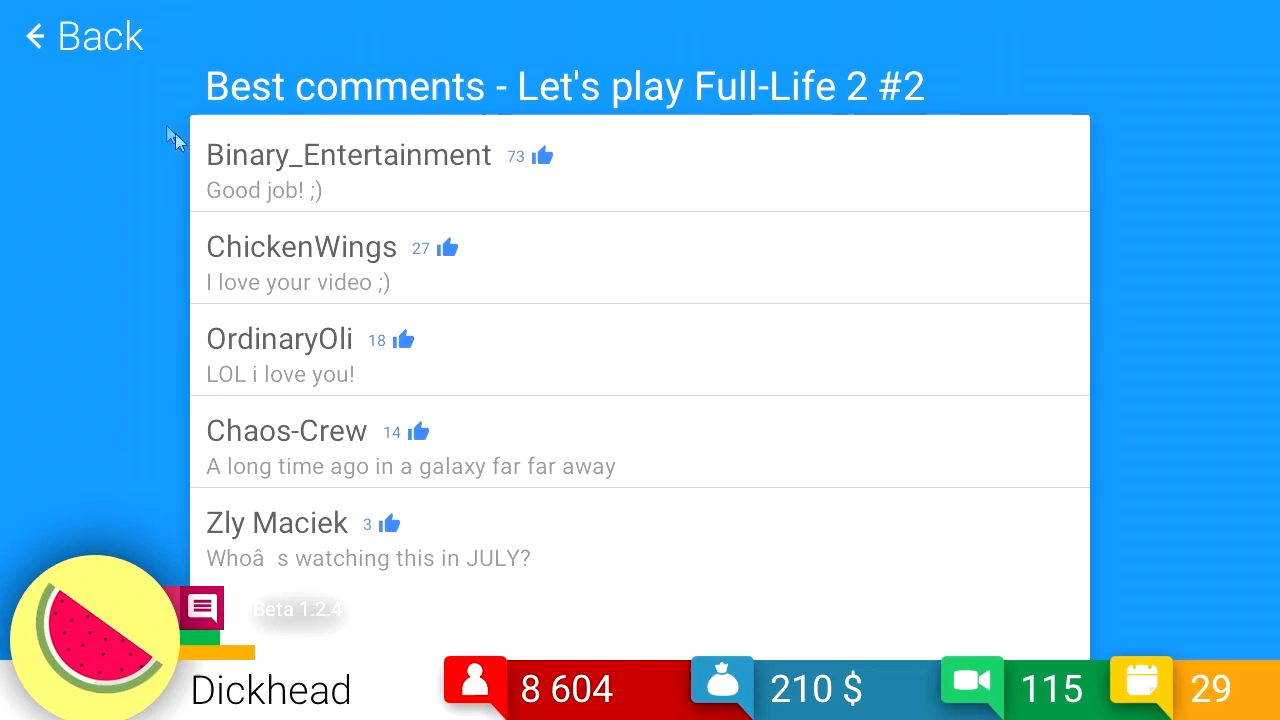 Back
Best comments - Let's play Full-Life 2 #2
Binary_Entertainment 73
Good job! ;)
ChickenWings 27
I love your video ;)
OrdinaryOli 18
LOL i love you!
Chaos-Crew 14
A long time ago in a galaxy far far away
Zly Maciek 3
Whoâ s watching this in JULY?
Beta 1.2.4
Dickhead
8 604
210 $
115
29